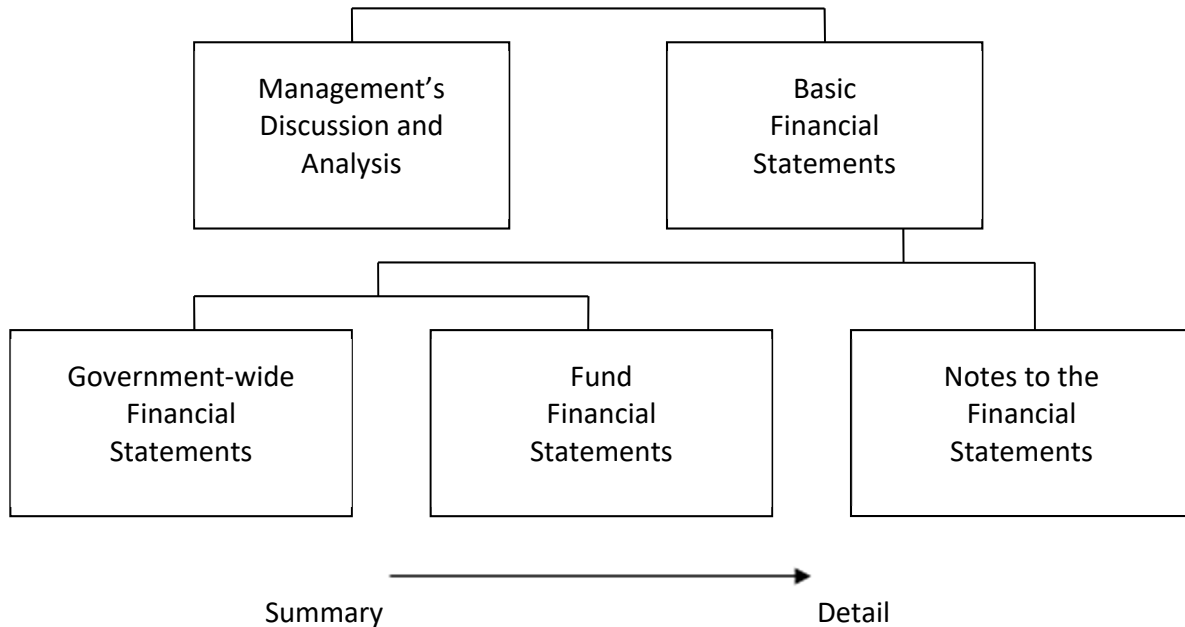 Management’s
Discussion and
Analysis
Basic
Financial
Statements
Government-wide
Financial
Statements
Fund
Financial
Statements
Notes to the
Financial
Statements
Summary
Detail